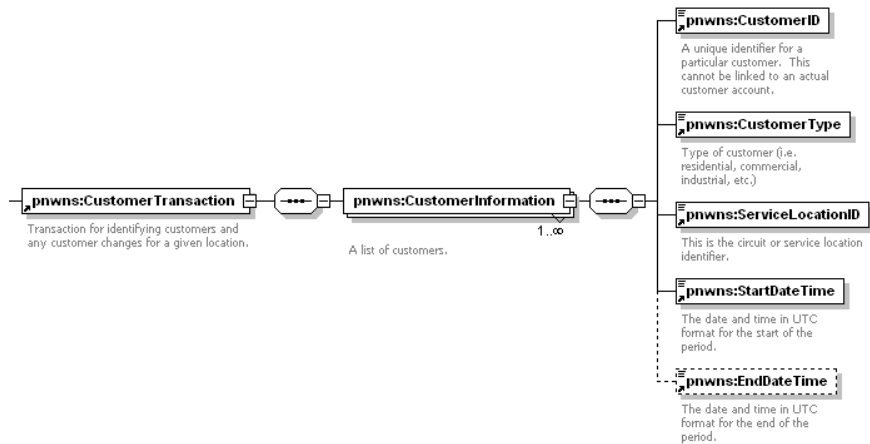 pnwns:CustomerID
A unique identifier for a
particular customer.  This
cannot be linked to an actual
customer account.
pnwns:CustomerType
Type of customer (i.e.
residential, commercial,
industrial, etc.)
pnwns:CustomerTransaction
Transaction for identifying customers and
any customer changes for a given location.
pnwns:CustomerInformation
1..∞
A list of customers.
pnwns:ServiceLocationID
This is the circuit or service location
identifier.
pnwns:StartDateTime
The date and time in UTC
format for the start of the
period.
pnwns:EndDateTime
The date and time in UTC
format for the end of the
period.